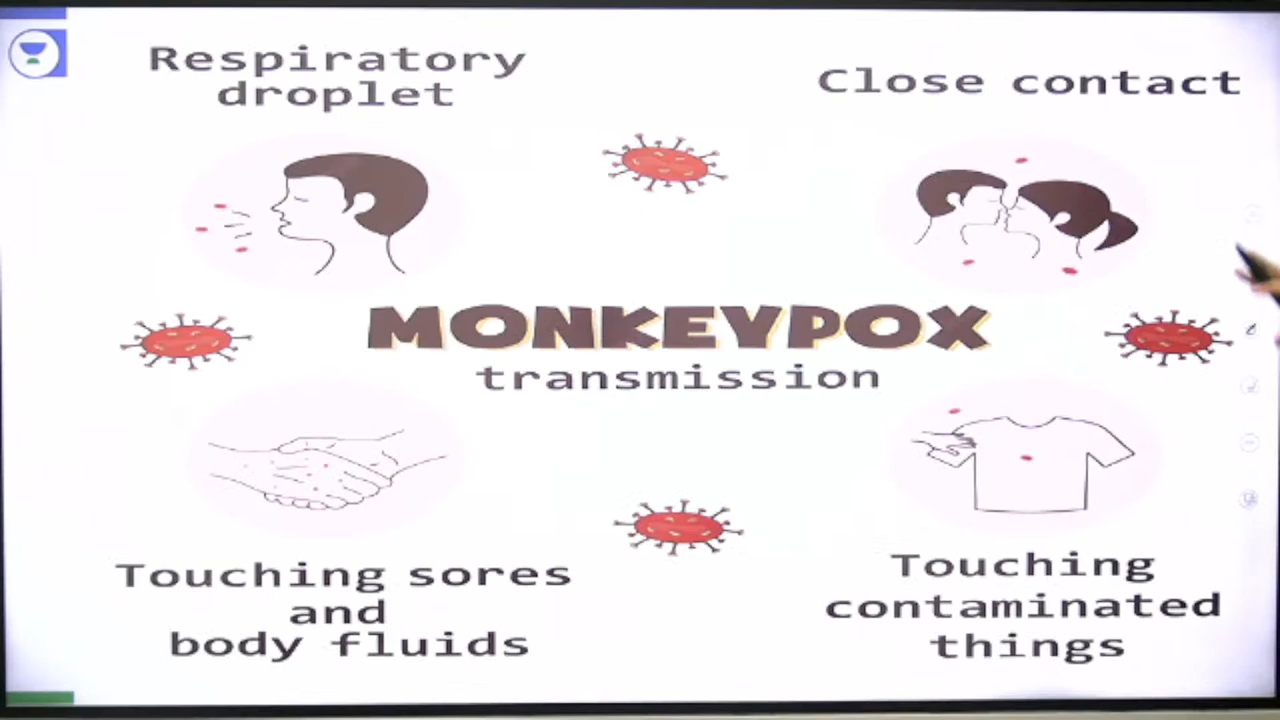 Respiratory
droplet
Close contact
MONKEYPOX
transmission
Touching sores
and
body fluids
Touching
contaminated
things